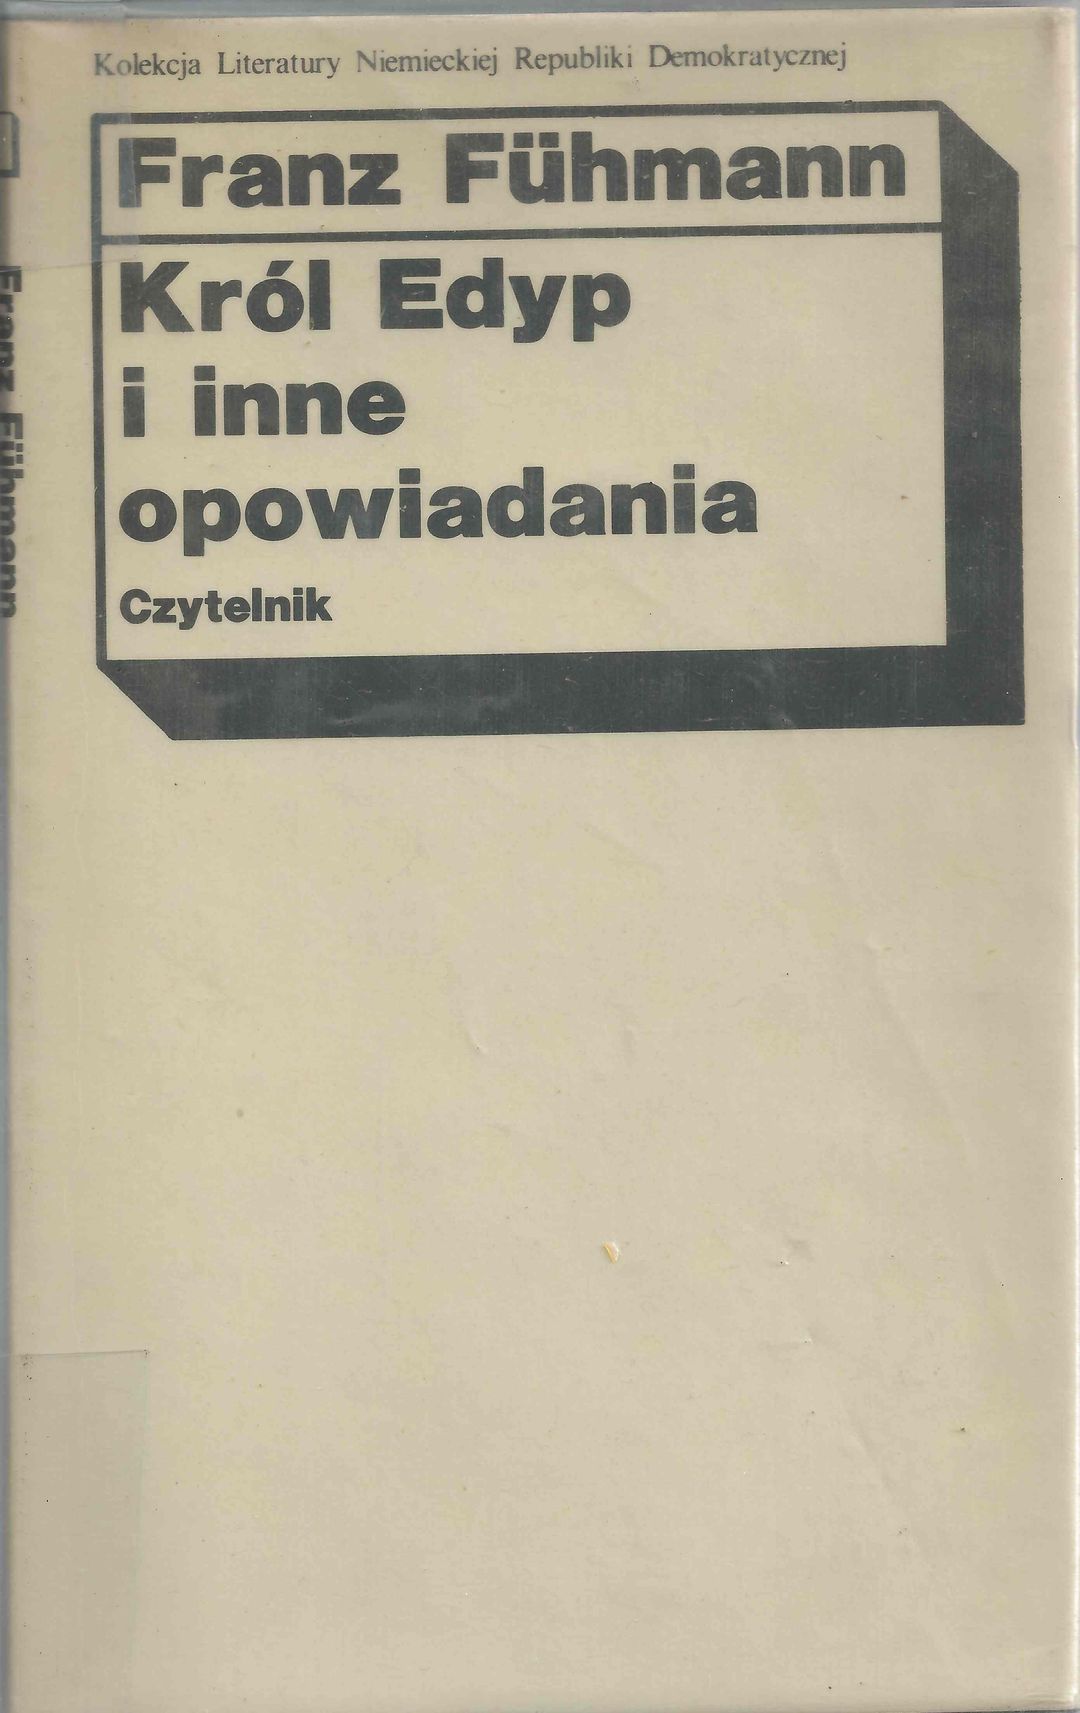 Kolekcja Literatury Niemieckiej Republiki Demokratycznej
Franz Fühmann
Król Edyp
i inne
opowiadania
Czytelnik
Franz Fühmann